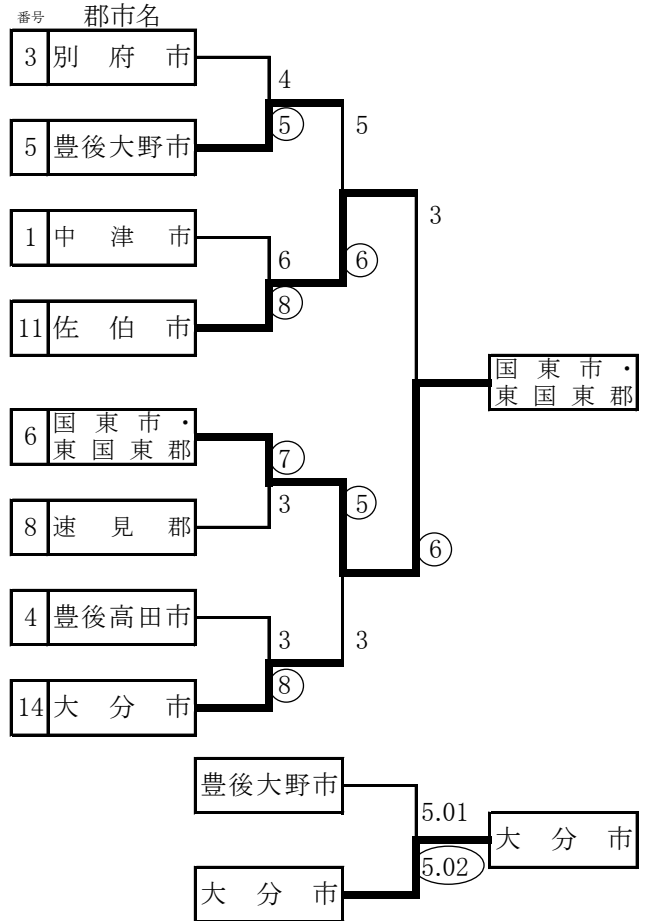 番号 郡市名
3 別府市
4
⑤ 5
5 豊後大野市
1 中津市
3
6 ⑥
⑧
11 佐伯市
国東市・
東国東郡
6 国東市・
東国東郡
⑦
3 ⑤
8 速見郡
⑥
4 豊後高田市
3 3
⑧
14 大分市
豊後大野市
5.01
大分市
5.02
大分市